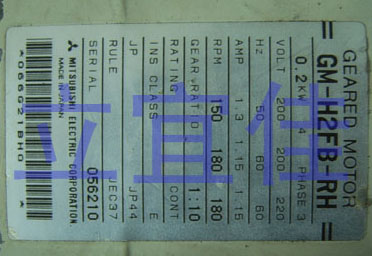 GEARED MOTOR
GM-H2FB-RH
0.2KW 4 PHASE 3
VOLT 200 200 220
Hz 50 60 60
AMP 1.3 1.15 1.15
RPM 150 180 180
GEAR RATIO 1:10
RATING CONT
INS CLASS E
JP JP44
RULE IEC37
SERIAL 056210
MITSUBISHI ELECTRIC CORPORATION
MADE IN JAPAN
*066G21BH0*
立宜佳